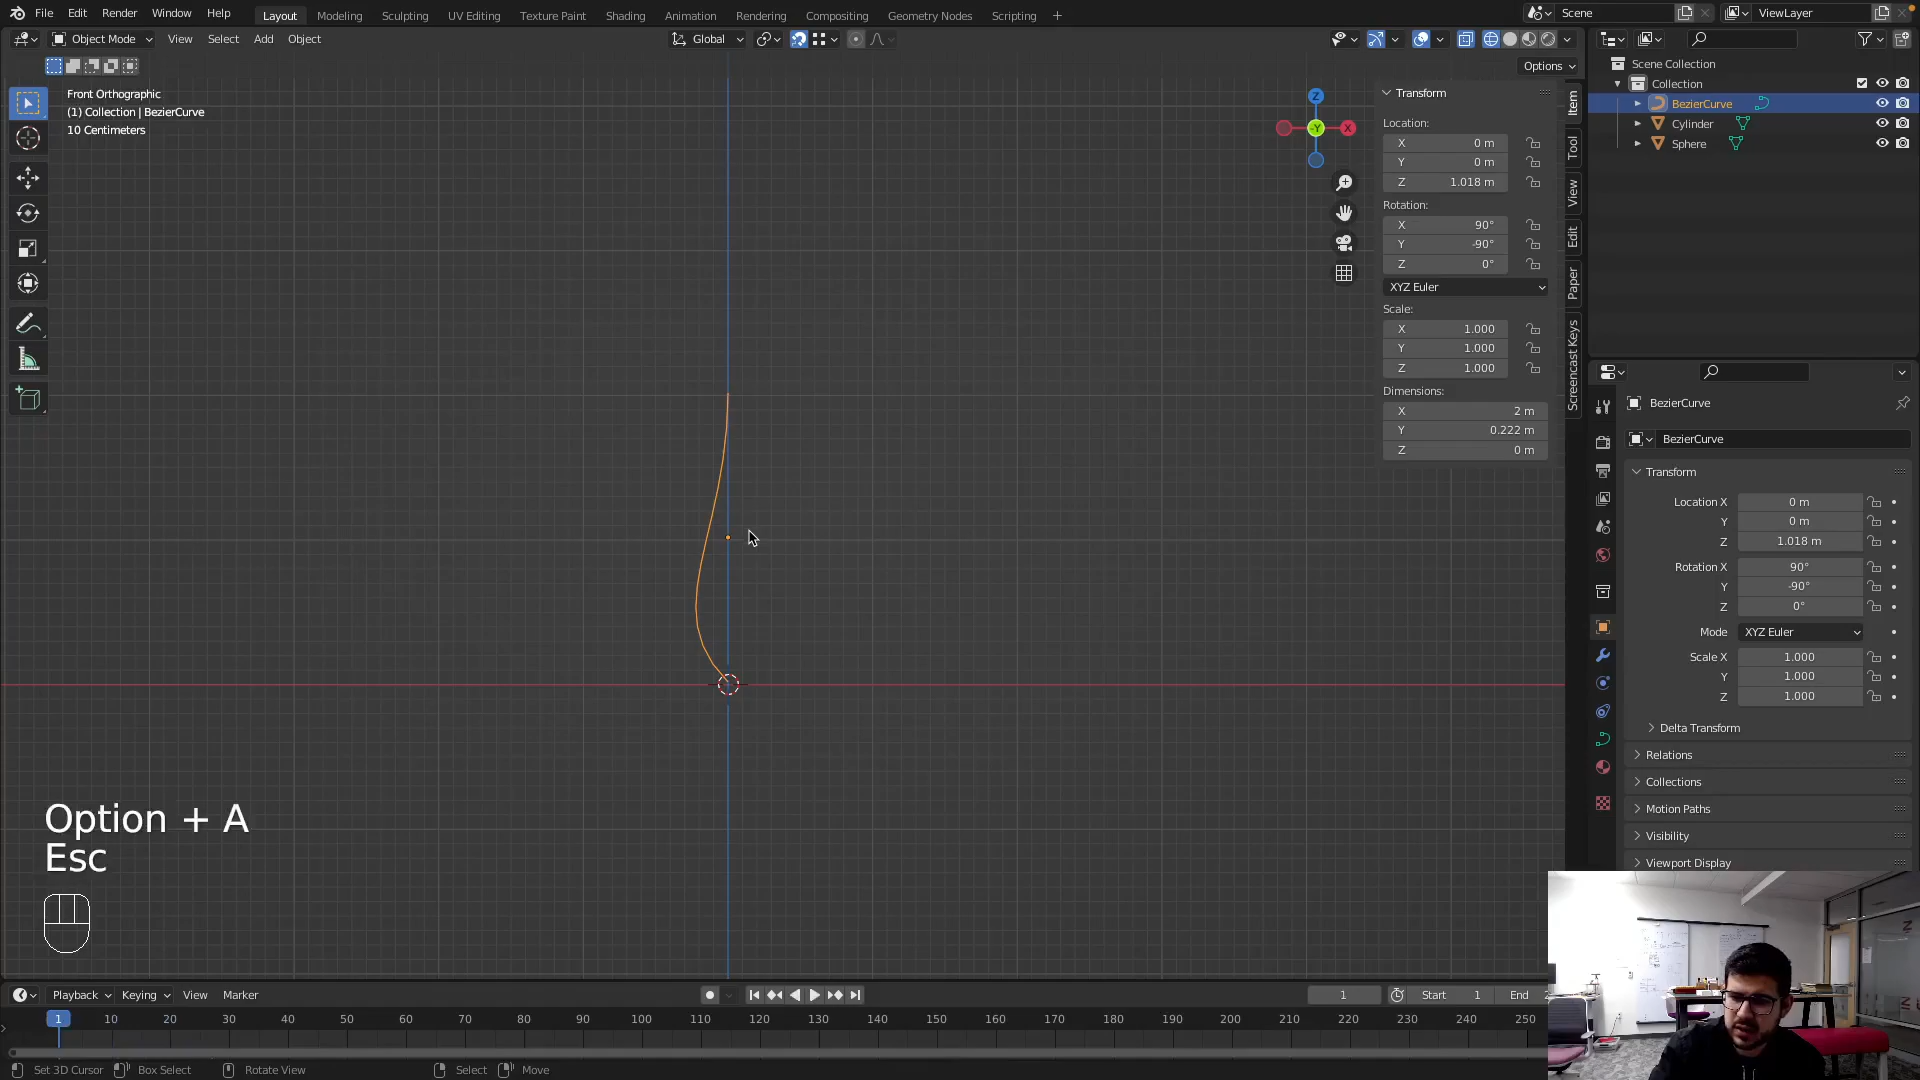 File Edit Render Window Help
Layout Modeling Sculpting UV Editing Texture Paint Shading Animation Rendering Compositing Geometry Nodes Scripting +
Scene
ViewLayer
Object Mode View Select Add Object
Global
Options
Front Orthographic
(1) Collection | BezierCurve
10 Centimeters
Z
-Y
X
Transform
Location:
X 0 m
Y 0 m
Z 1.018 m
Rotation:
X 90°
Y -90°
Z 0°
XYZ Euler
Scale:
X 1.000
Y 1.000
Z 1.000
Dimensions:
X 2 m
Y 0.222 m
Z 0 m
Item
Tool
View
Edit
Paper
Screencast Keys
Scene Collection
Collection
BezierCurve
Cylinder
Sphere
BezierCurve
BezierCurve
Transform
Location X 0 m
Y 0 m
Z 1.018 m
Rotation X 90°
Y -90°
Z 0°
Mode XYZ Euler
Scale X 1.000
Y 1.000
Z 1.000
Delta Transform
Relations
Collections
Motion Paths
Visibility
Viewport Display
Option + A
Esc
Playback Keying View Marker
1 Start 1 End 2
1 10 20 30 40 50 60 70 80 90 100 110 120 130 140 150 160 170 180 190 200 210 220 230 240 250
Set 3D Cursor Box Select Rotate View Select Move